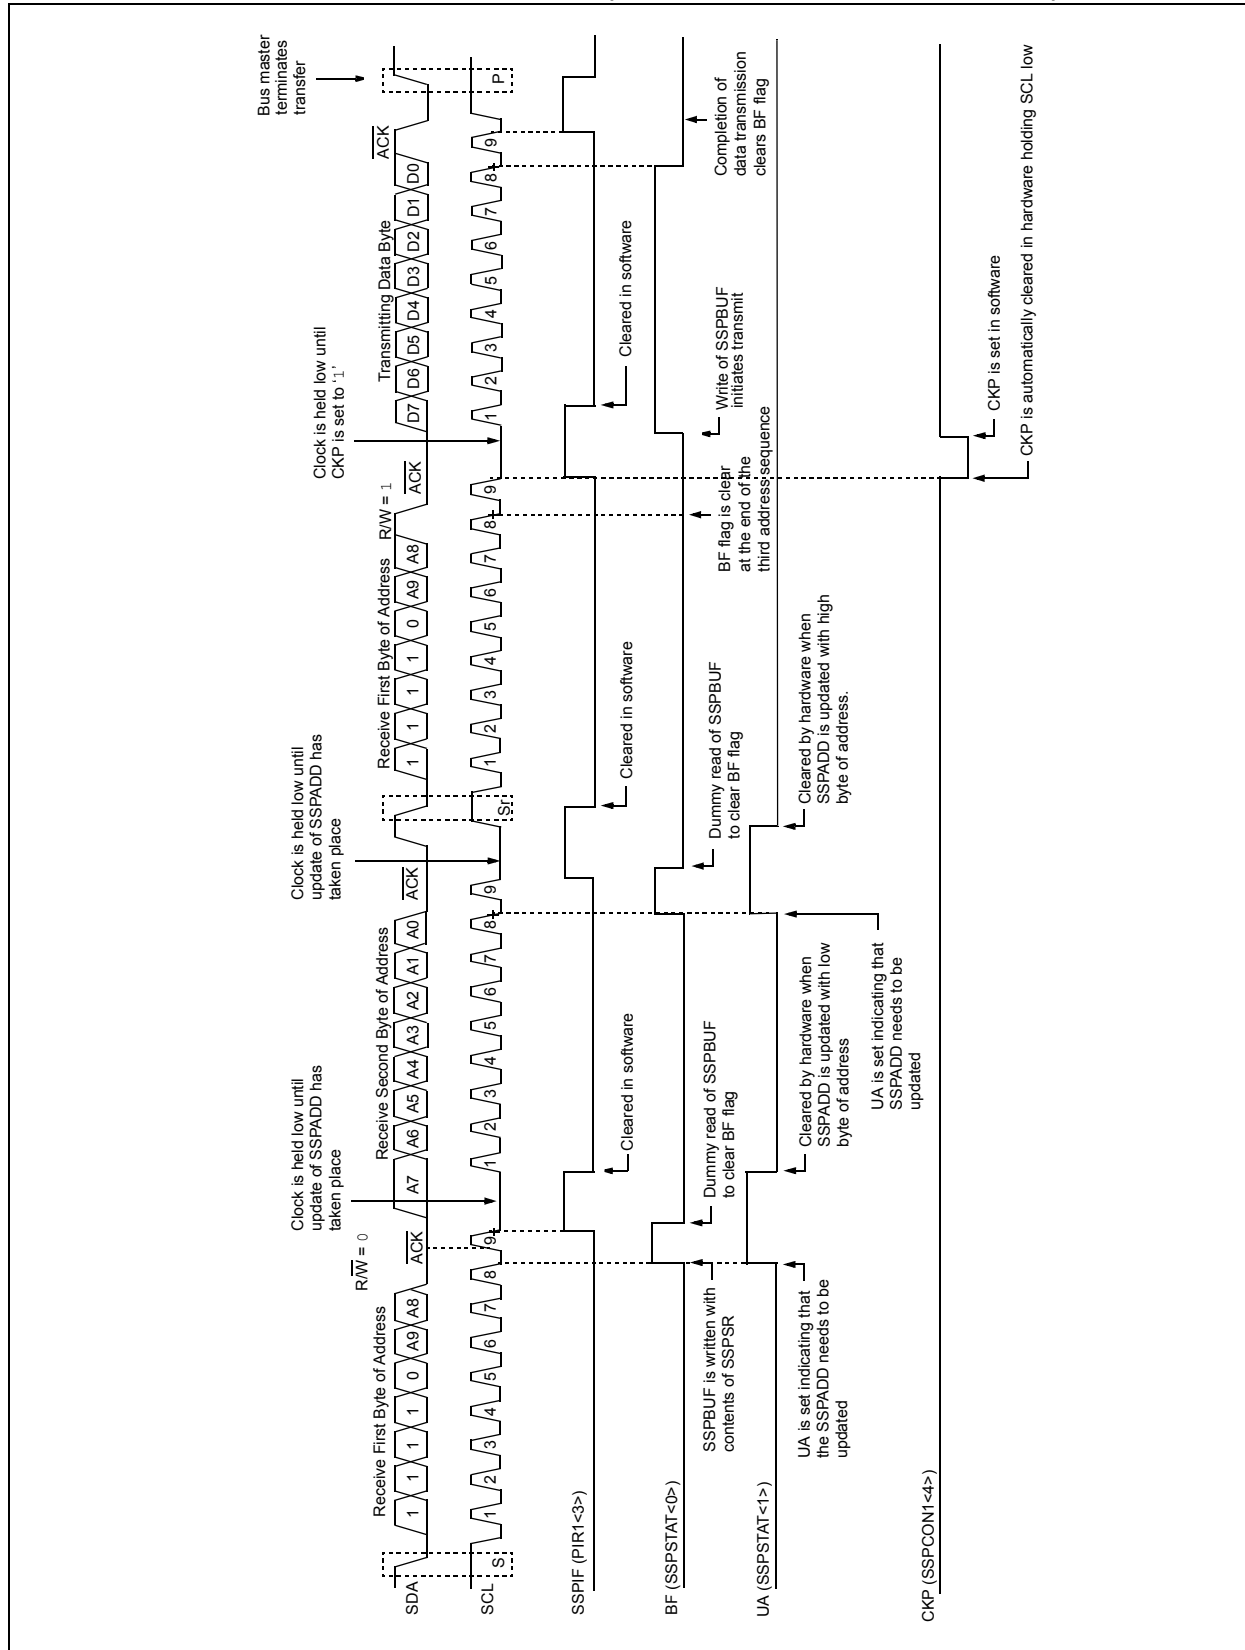 Bus master
terminates
transfer
Clock is held low until
CKP is set to '1'
Clock is held low until
update of SSPADD has
taken place
Clock is held low until
update of SSPADD has
taken place
R/W = 0
R/W = 1
Receive First Byte of Address
ACK
Receive Second Byte of Address
ACK
Receive First Byte of Address
ACK
Transmitting Data Byte
ACK
SDA
1 1 1 1 0 A9 A8
A7 A6 A5 A4 A3 A2 A1 A0
1 1 1 1 0 A9 A8
D7 D6 D5 D4 D3 D2 D1 D0
SCL
S
1 2 3 4 5 6 7 8 9
1 2 3 4 5 6 7 8 9
Sr
1 2 3 4 5 6 7 8 9
1 2 3 4 5 6 7 8 9
P
SSPIF (PIR1<3>)
Cleared in software
Cleared in software
Cleared in software
BF (SSPSTAT<0>)
SSPBUF is written with
contents of SSPSR
Dummy read of SSPBUF
to clear BF flag
Dummy read of SSPBUF
to clear BF flag
BF flag is clear
at the end of the
third address sequence
Write of SSPBUF
initiates transmit
Completion of
data transmission
clears BF flag
UA (SSPSTAT<1>)
UA is set indicating that
the SSPADD needs to be
updated
Cleared by hardware when
SSPADD is updated with low
byte of address
UA is set indicating that
SSPADD needs to be
updated
Cleared by hardware when
SSPADD is updated with high
byte of address.
CKP (SSPCON1<4>)
CKP is set in software
CKP is automatically cleared in hardware holding SCL low